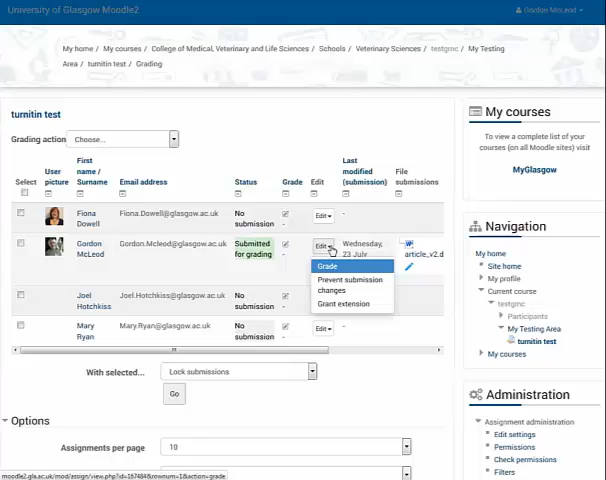 University of Glasgow Moodle2
Gordon McLeod
My home / My courses / College of Medical, Veterinary and Life Sciences / Schools / Veterinary Sciences / testgmc / My Testing
Area / turnitin test / Grading
turnitin test
Grading action Choose...
Select User picture First name / Surname Email address Status Grade Edit Last modified (submission) File submissions
Fiona Dowell Fiona.Dowell@glasgow.ac.uk No submission - Edit -
Gordon McLeod Gordon.Mcleod@glasgow.ac.uk Submitted for grading - Edit Wednesday, 23 July article_v2.d
Grade
Prevent submission
changes
Grant extension
Joel Hotchkiss Joel.Hotchkiss@glasgow.ac.uk No submission -
Mary Ryan Mary.Ryan@glasgow.ac.uk No submission - Edit -
With selected... Lock submissions
Go
Options
Assignments per page 10
moodle2.gla.ac.uk/mod/assign/view.php?id=167484&rownum=1&action=grade
My courses
To view a complete list of your
courses (on all Moodle sites) visit
MyGlasgow
Navigation
My home
Site home
My profile
Current course
testgmc
Participants
My Testing Area
turnitin test
My courses
Administration
Assignment administration
Edit settings
Permissions
Check permissions
Filters